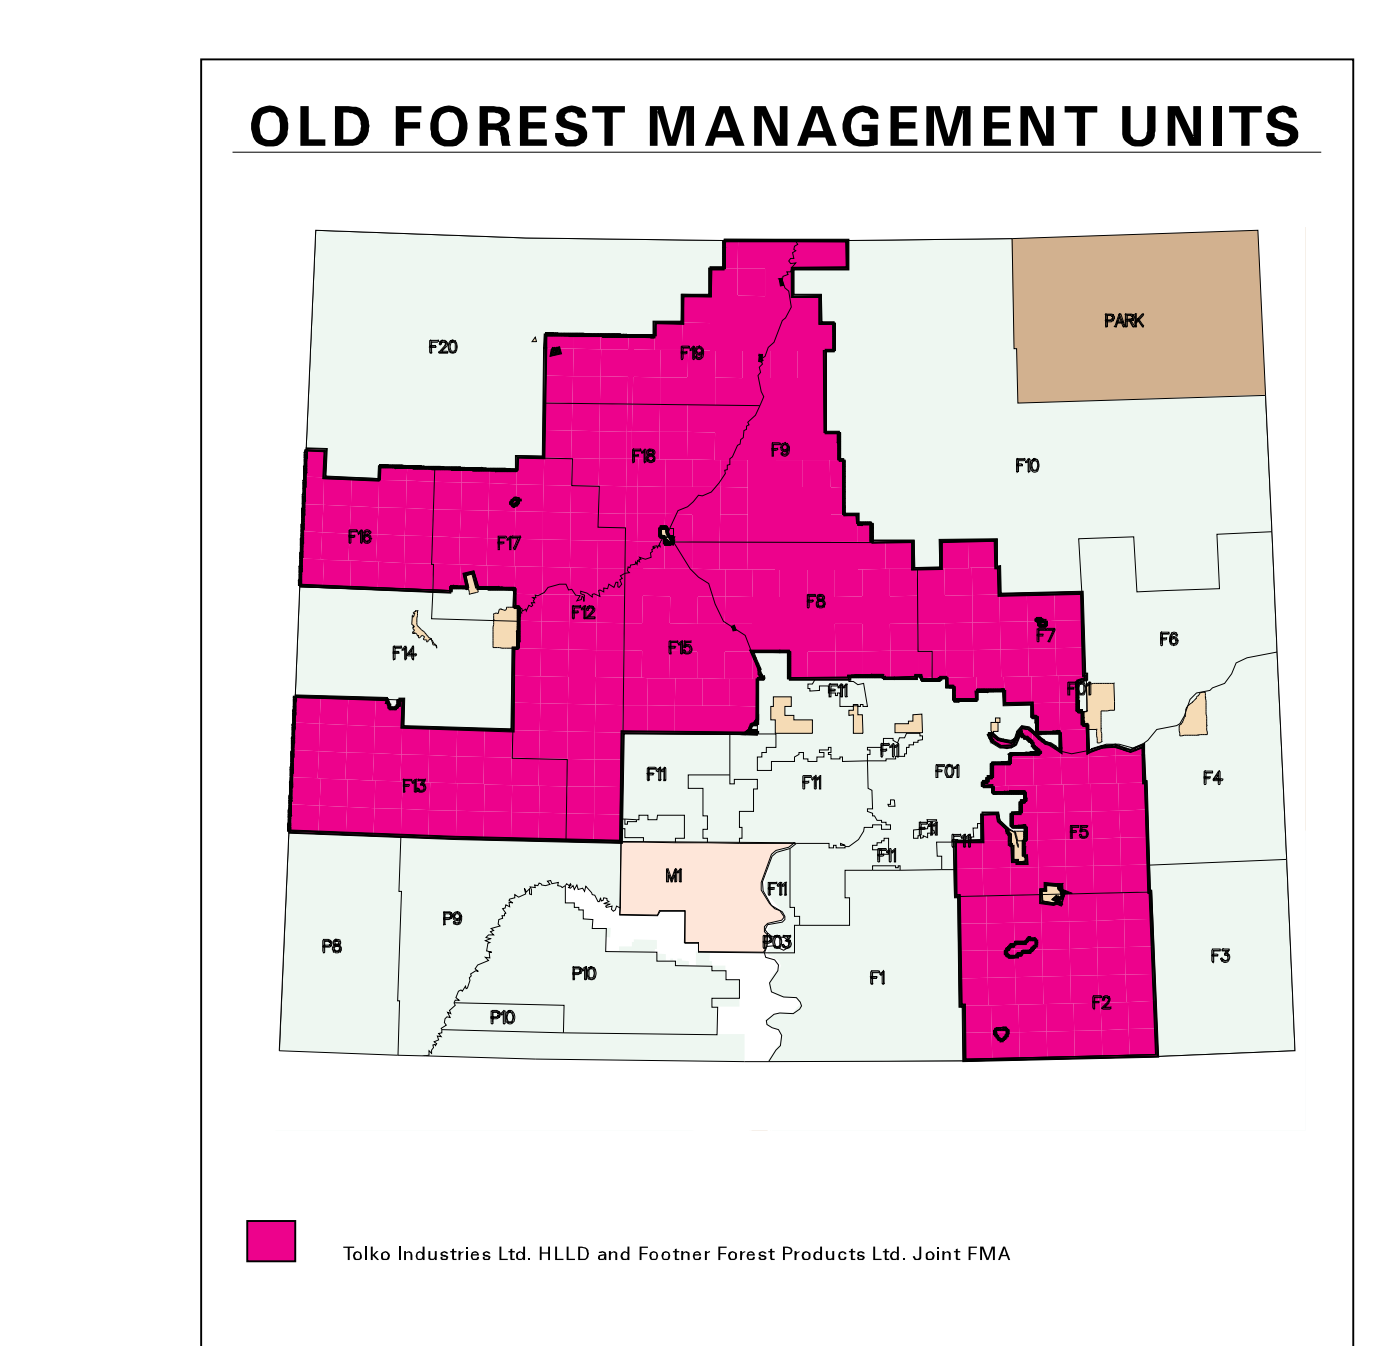 OLD FOREST MANAGEMENT UNITS
PARK
F20
F19
F9
F18
F10
F16
F17
F8
F12
F7
F6
F15
F14
F01
F11
F11
F01
F11
F11
F4
F13
F11
F11
F5
F11
M1
F11
P9
P03
P8
F3
P10
F1
F2
P10
Tolko Industries Ltd. HLLD and Footner Forest Products Ltd. Joint FMA